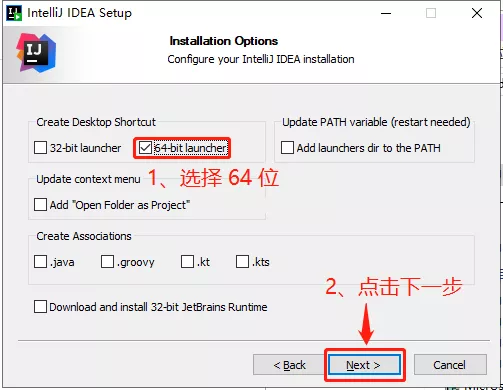 IntelliJ IDEA Setup
IJ
Installation Options
Configure your IntelliJ IDEA installation
Create Desktop Shortcut
Update PATH variable (restart needed)
32-bit launcher
64-bit launcher
Add launchers dir to the PATH
1、选择 64 位
Update context menu
Add "Open Folder as Project"
Create Associations
.java
.groovy
.kt
.kts
2、点击下一步
Download and install 32-bit JetBrains Runtime
< Back
Next >
Cancel